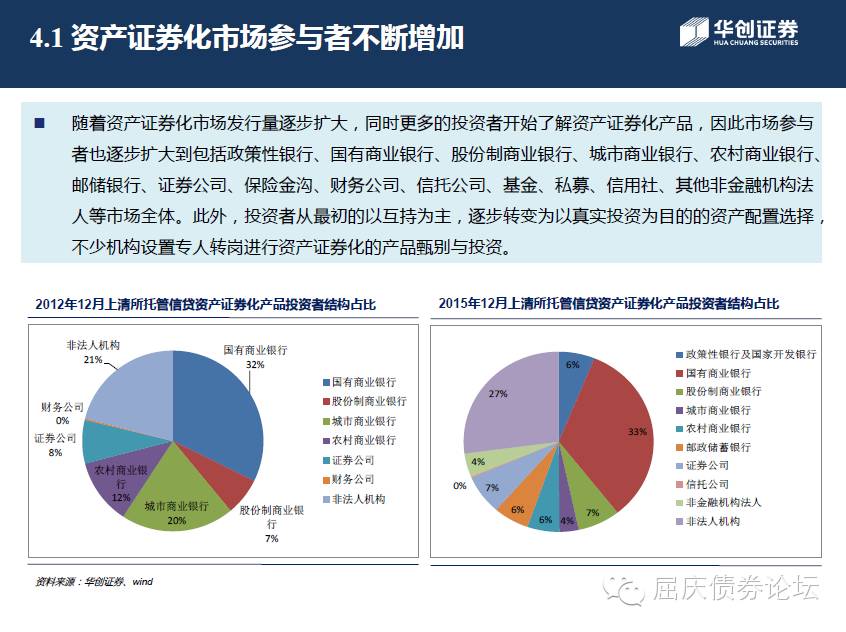 4.1 资产证券化市场参与者不断增加
华创证券
HUA CHUANG SECURITIES
■ 随着资产证券化市场发行量逐步扩大，同时更多的投资者开始了解资产证券化产品，因此市场参与
者也逐步扩大到包括政策性银行、国有商业银行、股份制商业银行、城市商业银行、农村商业银行、
邮储银行、证券公司、保险金沟、财务公司、信托公司、基金、私募、信用社、其他非金融机构法
人等市场全体。此外，投资者从最初的以互持为主，逐步转变为以真实投资为目的的资产配置选择，
不少机构设置专人转岗进行资产证券化的产品甄别与投资。
2012年12月上清所托管信贷资产证券化产品投资者结构占比
非法人机构
21%
国有商业银行
32%
财务公司
0%
证券公司
8%
农村商业银
行
12%
城市商业银行
20%
股份制商业银
行
7%
国有商业银行
股份制商业银行
城市商业银行
农村商业银行
证券公司
财务公司
非法人机构
2015年12月上清所托管信贷资产证券化产品投资者结构占比
6%
27%
33%
4%
0%
7%
6%
6%
4%
7%
政策性银行及国家开发银行
国有商业银行
股份制商业银行
城市商业银行
农村商业银行
邮政储蓄银行
证券公司
信托公司
非金融机构法人
非法人机构
资料来源：华创证券、wind
屈庆债券论坛